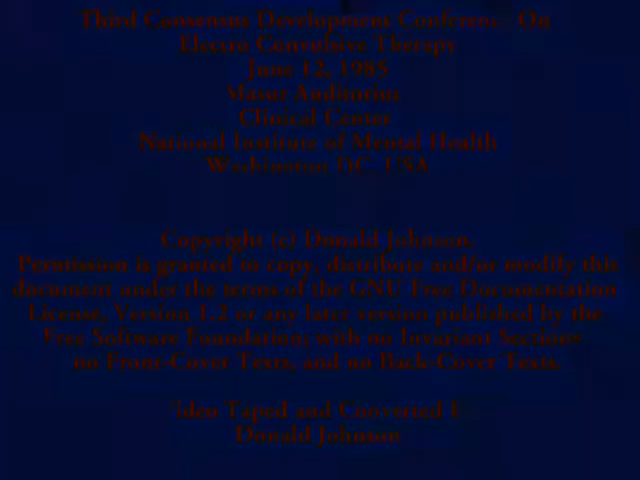 Third Consensus Development Conference On
Electro Convulsive Therapy
June 12, 1985
Masur Auditorium
Clinical Center
National Institute of Mental Health
Washington DC, USA
Copyright (c) Donald Johnson.
Permission is granted to copy, distribute and/or modify this
document under the terms of the GNU Free Documentation
License, Version 1.2 or any later version published by the
Free Software Foundation; with no Invariant Sections,
no Front-Cover Texts, and no Back-Cover Texts.
Taped and Converted
Donald Johnson